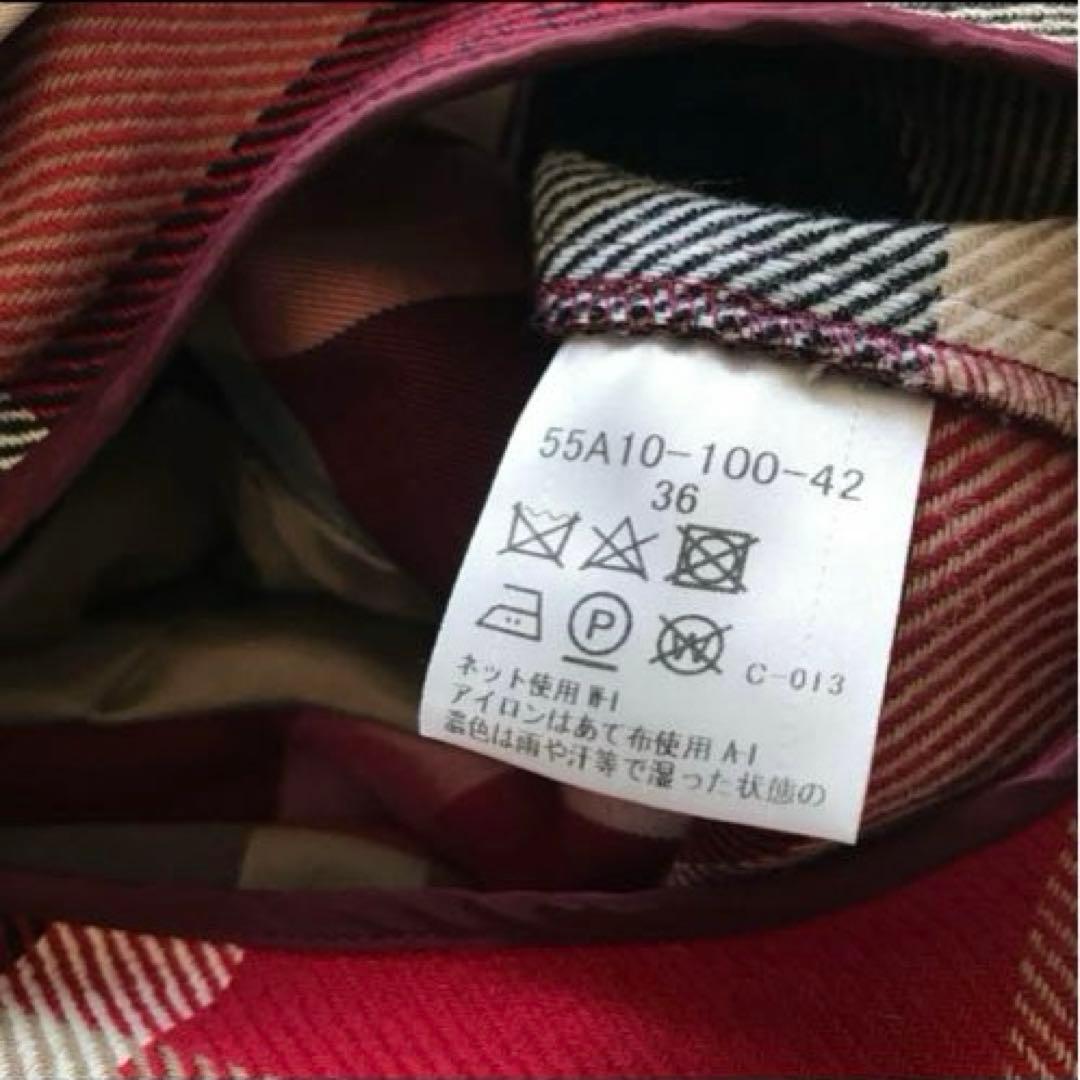 55A10-100-42
36
P
W
C-013
ネット使用 W-1
アイロンはあて布使用 A-1
濃色は雨や汗等で湿った状態の